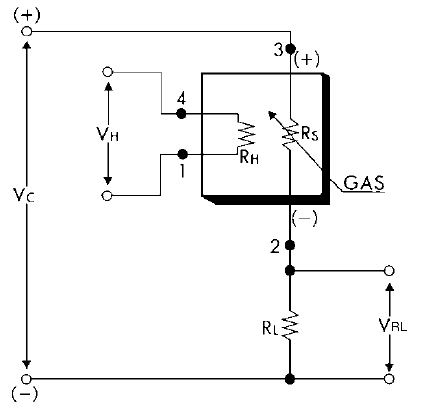 (+)
3
(+)
4
VH
RH
RS
1
VC
GAS
(−)
2
RL
VRL
(−)